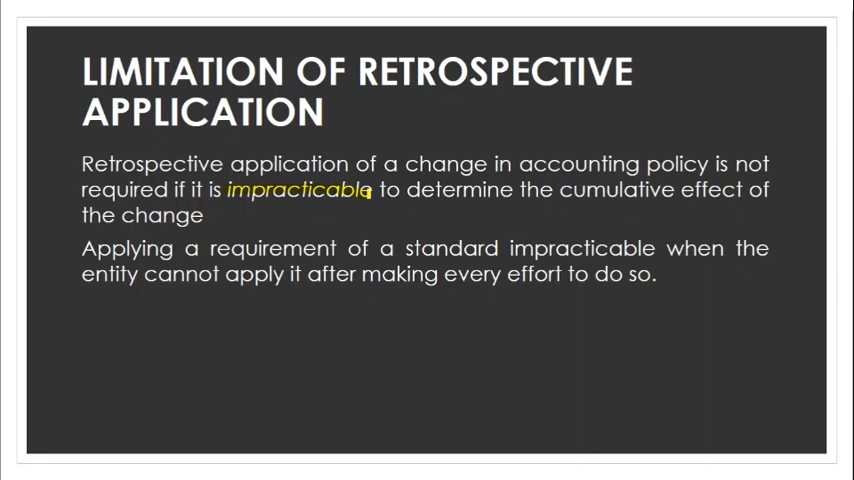 LIMITATION OF RETROSPECTIVE
APPLICATION
Retrospective application of a change in accounting policy is not
required if it is impracticable to determine the cumulative effect of
the change
Applying a requirement of a standard impracticable when the
entity cannot apply it after making every effort to do so.